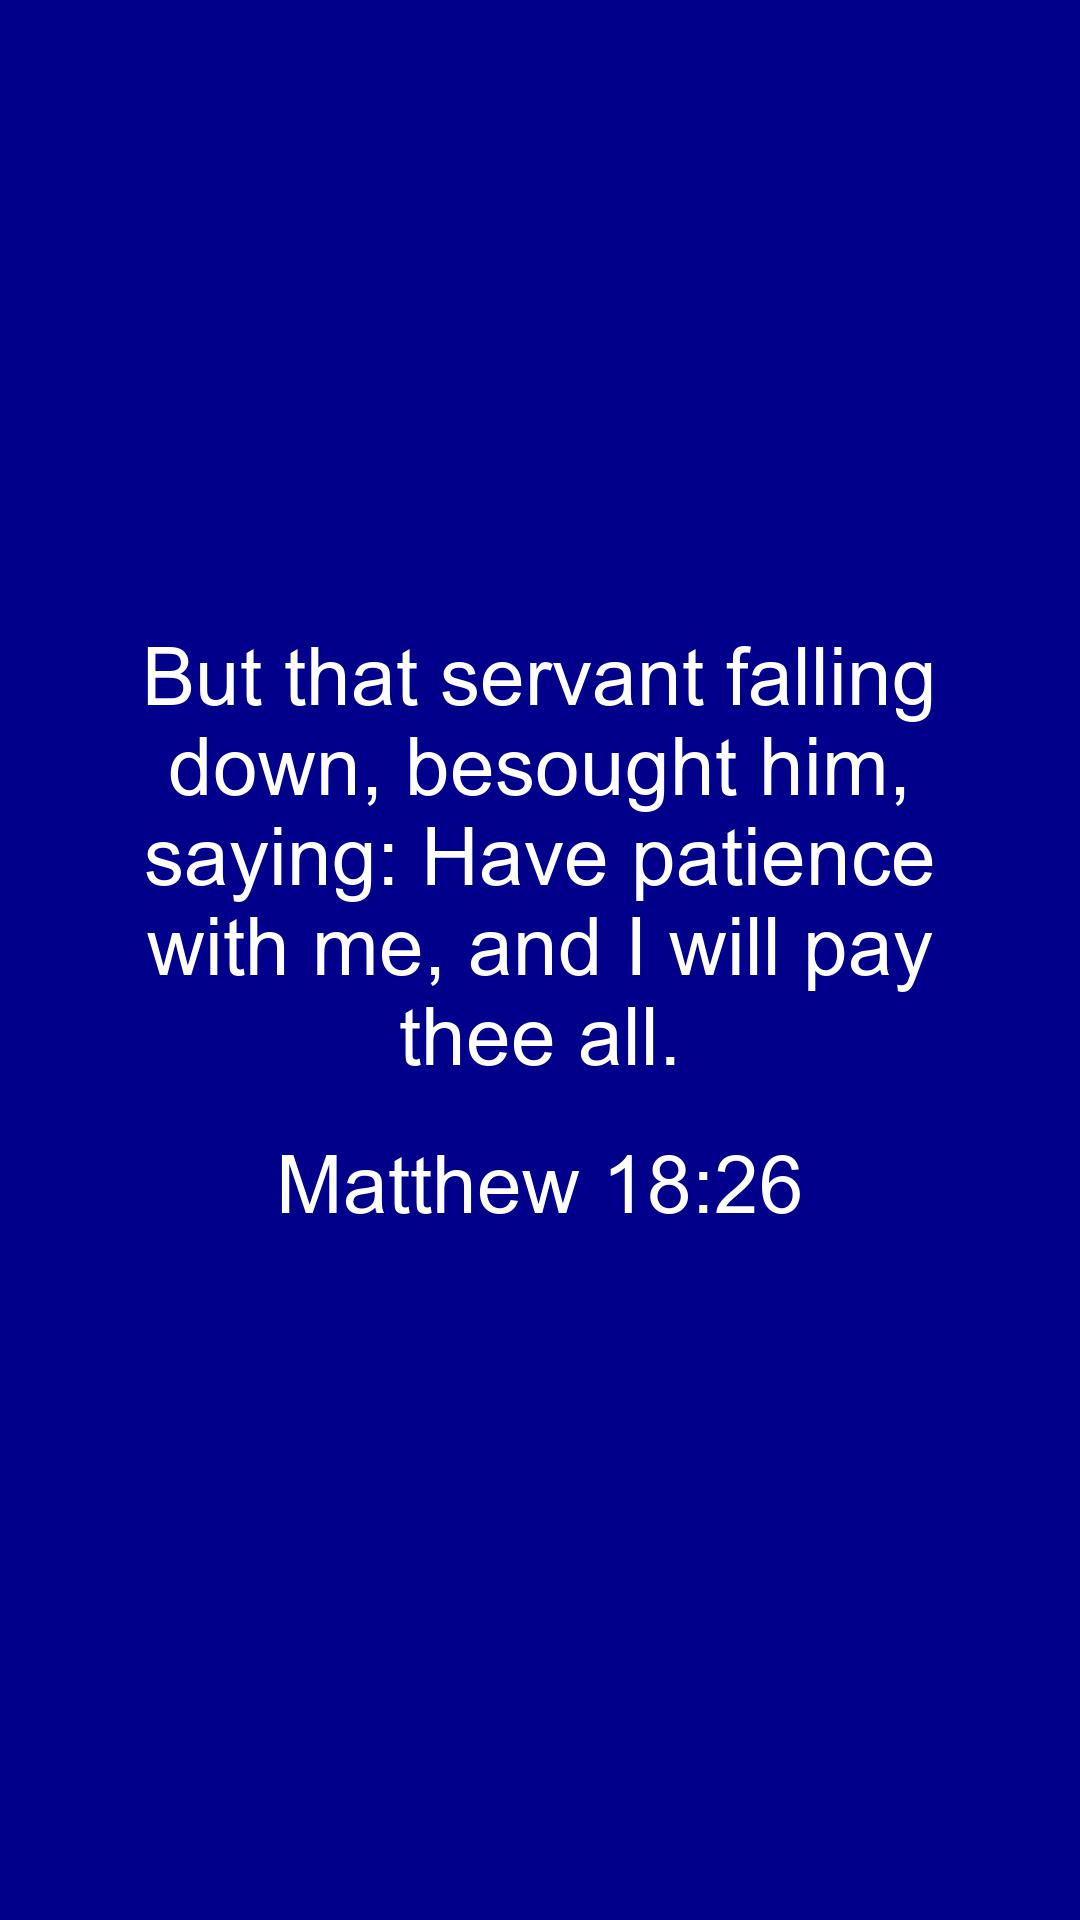 But that servant falling
down, besought him,
saying: Have patience
with me, and I will pay
thee all.
Matthew 18:26